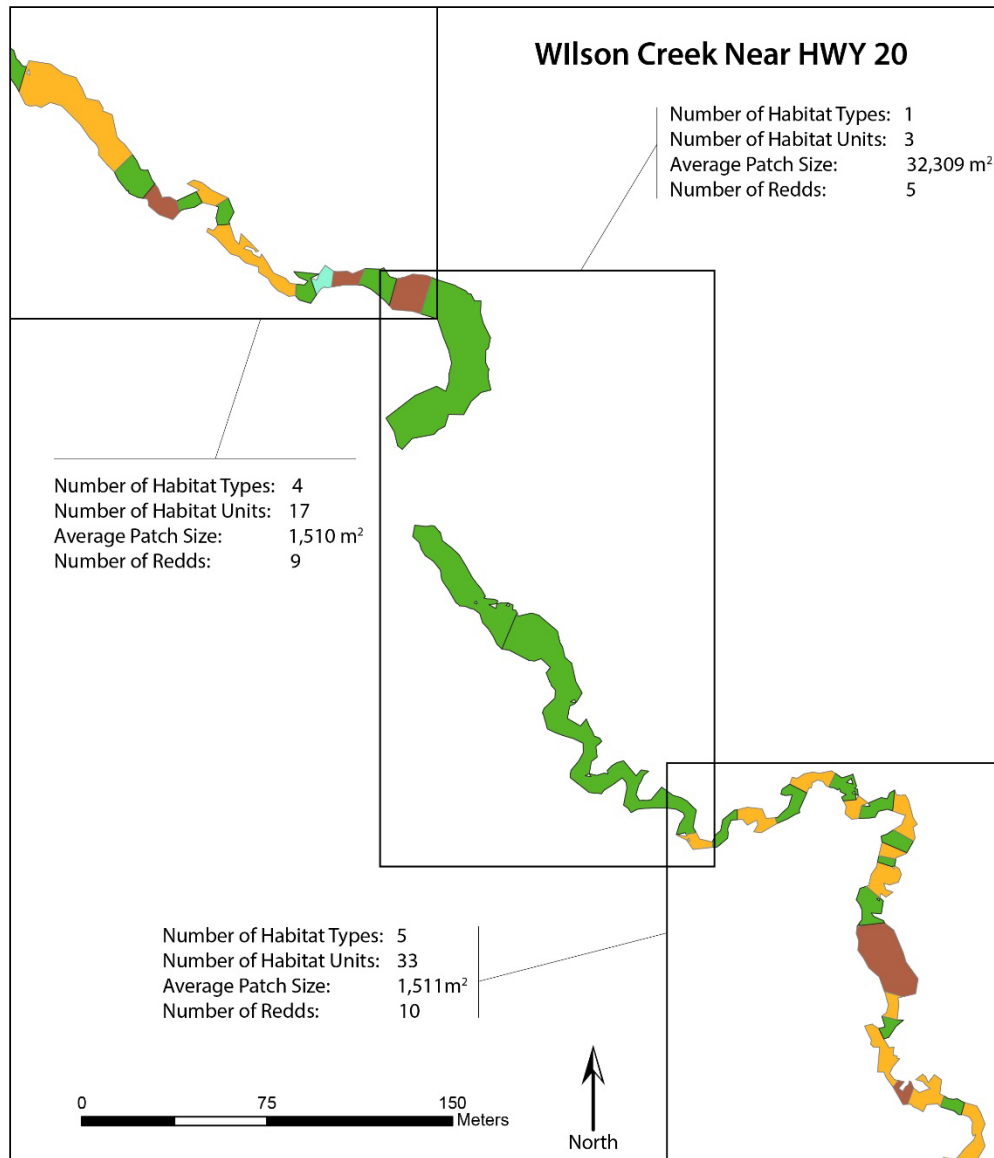 WIlson Creek Near HWY 20
Number of Habitat Types: 1
Number of Habitat Units: 3
Average Patch Size: 32,309 m²
Number of Redds: 5
Number of Habitat Types: 4
Number of Habitat Units: 17
Average Patch Size: 1,510 m²
Number of Redds: 9
Number of Habitat Types: 5
Number of Habitat Units: 33
Average Patch Size: 1,511m²
Number of Redds: 10
0 75 150
Meters
North